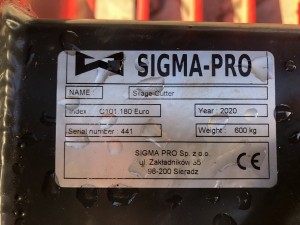 SIGMA-PRO
NAME Silage Cutter
Index C101.180 Euro Year : 2020
Serial number : 441 Weight : 600 kg
SIGMA PRO Sp. z o.o.
ul. Zakładników 35
98-200 Sieradz
CE